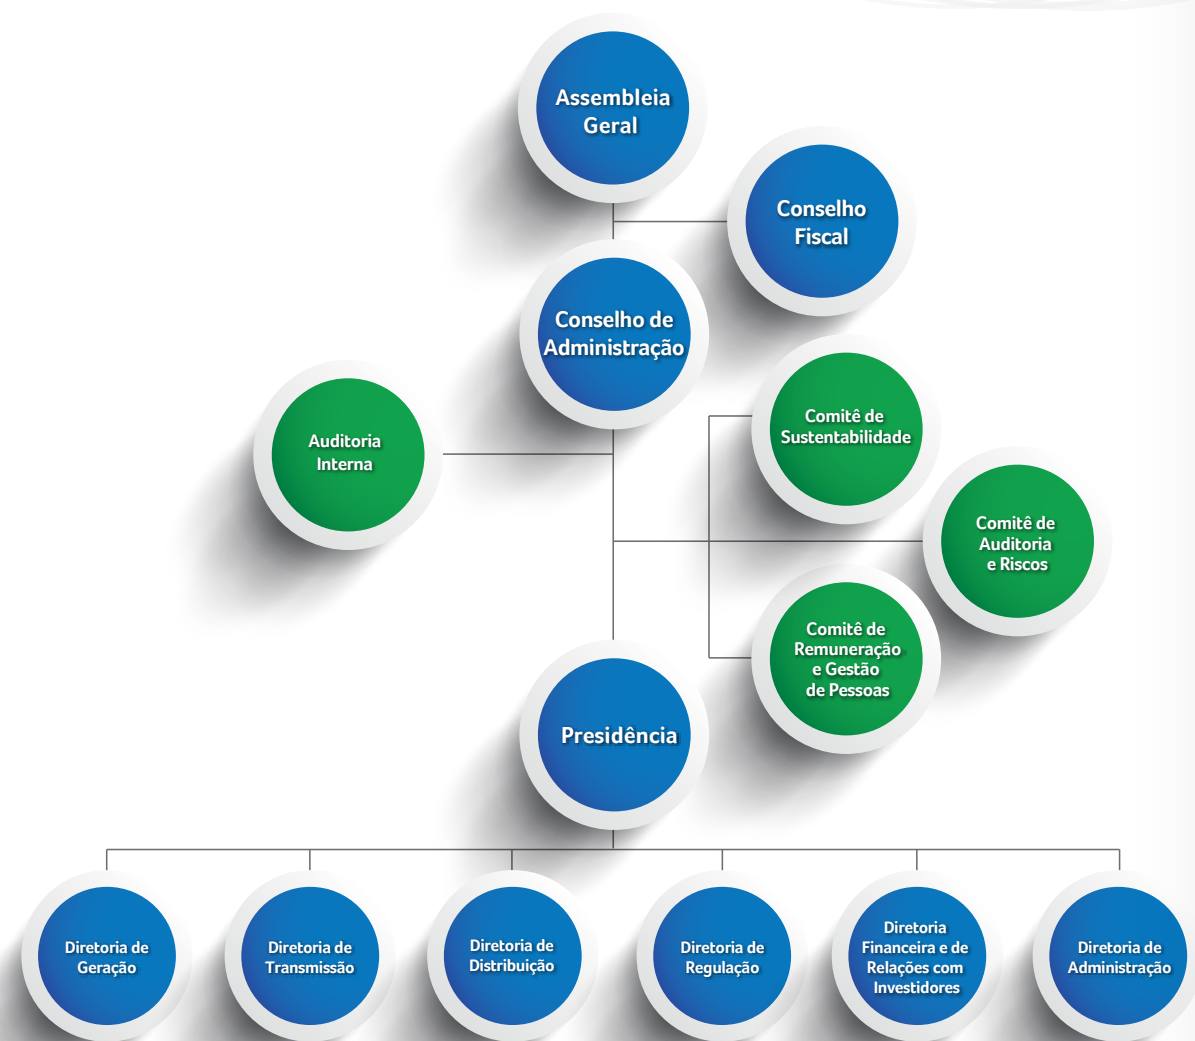 Assembleia
Geral
Conselho
Fiscal
Conselho de
Administração
Auditoria
Interna
Comitê de
Sustentabilidade
Comitê de
Auditoria
e Riscos
Comitê de
Remuneração
e Gestão
de Pessoas
Presidência
Diretoria de
Geração
Diretoria de
Transmissão
Diretoria de
Distribuição
Diretoria de
Regulação
Diretoria
Financeira e de
Relações com
Investidores
Diretoria de
Administração